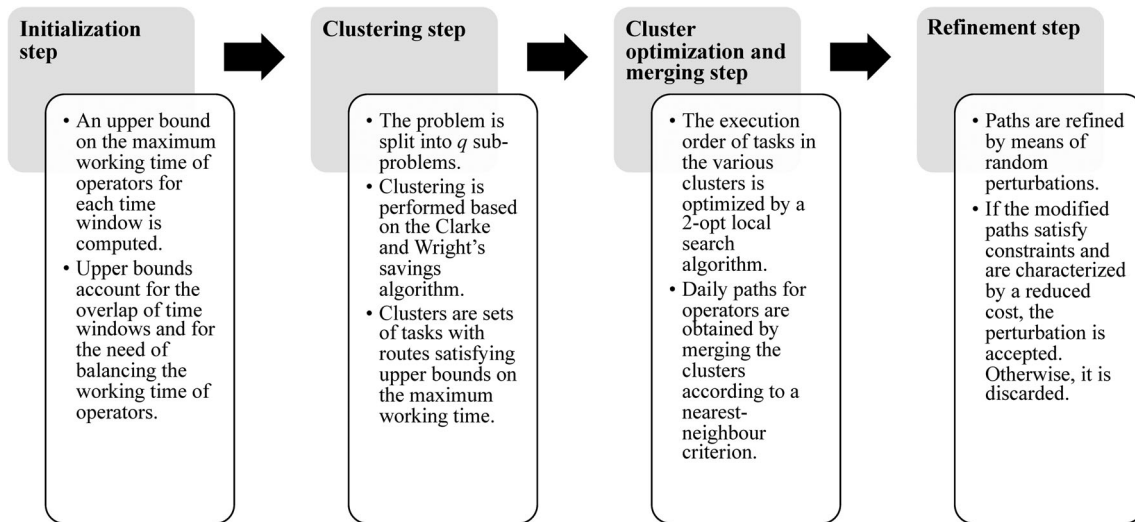 Initialization
step
• An upper bound
on the maximum
working time of
operators for
each time
window is
computed.
• Upper bounds
account for the
overlap of time
windows and for
the need of
balancing the
working time of
operators.
Clustering step
• The problem is
split into q sub-
problems.
• Clustering is
performed based
on the Clarke
and Wright’s
savings
algorithm.
• Clusters are sets
of tasks with
routes satisfying
upper bounds on
the maximum
working time.
Cluster
optimization and
merging step
• The execution
order of tasks in
the various
clusters is
optimized by a
2-opt local
search
algorithm.
• Daily paths for
operators are
obtained by
merging the
clusters
according to a
nearest-
neighbour
criterion.
Refinement step
• Paths are refined
by means of
random
perturbations.
• If the modified
paths satisfy
constraints and
are characterized
by a reduced
cost, the
perturbation is
accepted.
Otherwise, it is
discarded.